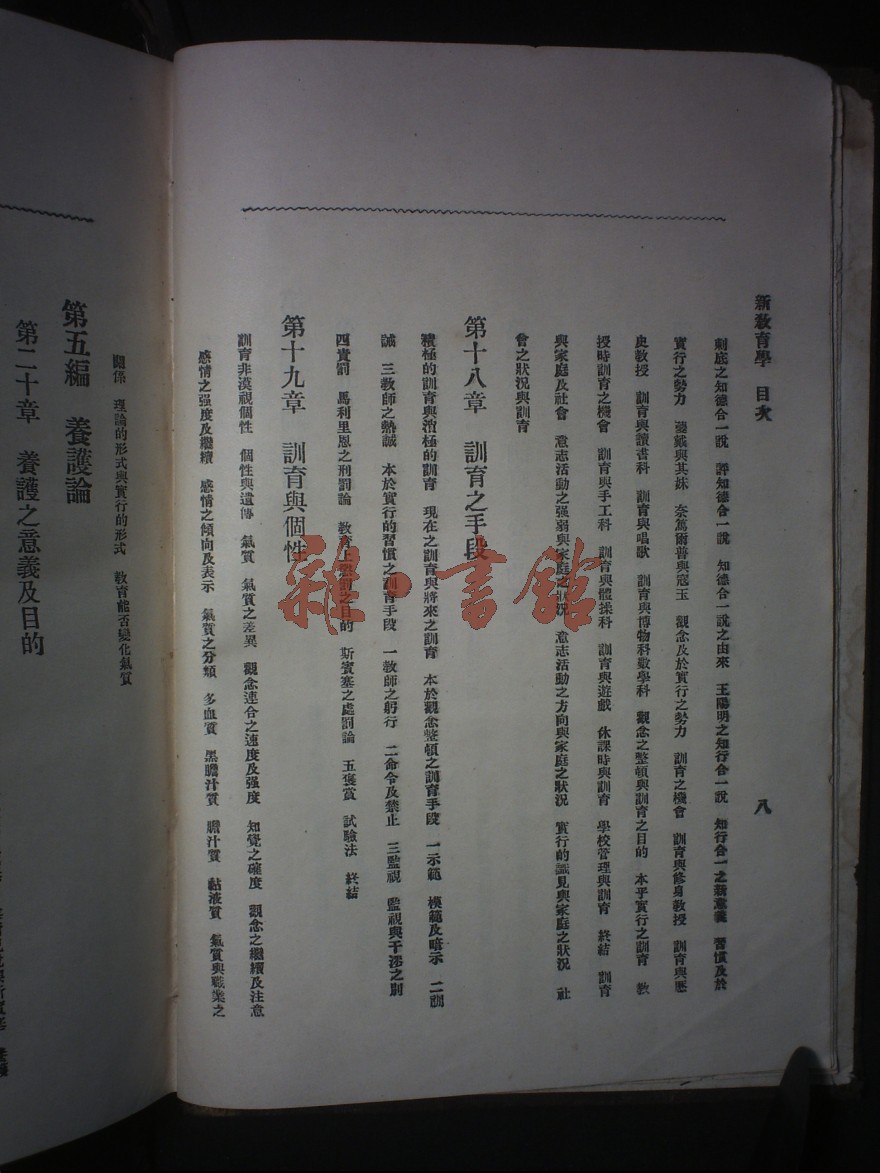 新敎育學　目次
八
剌底之知德合一說　評知德合一說　知德合一說之由來　王陽明之知行合一說　知行合一之新意義　習慣及於
實行之勢力　與其妹　奈篤爾普與寇玉　觀念及於實行之勢力　訓育之機會　訓育與修身敎授　訓育與歷
史敎授　訓育與讀書科　訓育與唱歌　訓育與博物科數學科　觀念之整頓與訓育之目的　本乎實行之訓育　敎
授時訓育之機會　訓育與手工科　訓育與體操科　訓育與遊戲　休課時與訓育　學校管理與訓育　終結　訓育
與家庭及社會　意志活動之强弱與家庭之狀況　意志活動之方向與家庭之狀況　實行的識見與家庭之狀況　社
會之狀況與訓育
第十八章　訓育之手段
積極的訓育與消極的訓育　現在之訓育與將來之訓育　本於觀念整頓之訓育手段　一示範　模範及暗示　二訓
誡　三敎師之熱誠　本於實行的習慣之訓育手段　一敎師之躬行　二命令及禁止　三監視　監視與干涉之別
四責罰　馬利里恩之刑罰論　敎育上之目的　斯賓塞之處罰論　五褒賞　試驗法　終結
第十九章　訓育與個性
訓育非漠視個性　個性與遺傳　氣質　氣質之差異　觀念連合之速度及强度　知覺之確度　觀念之繼續及注意
感情之强度及繼續　感情之傾向及表示　氣質之分類　多血質　黑膽汁質　膽汁質　黏液質　氣質與職業之
關係　理論的形式與實行的形式　敎育能否變化氣質
第五編　養護論
第二十章　養護之意義及目的
雜·書館